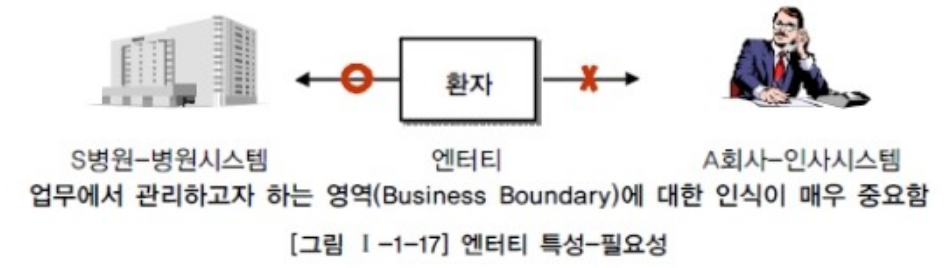 환자
S병원-병원시스템 엔터티 A회사-인사시스템
업무에서 관리하고자 하는 영역(Business Boundary)에 대한 인식이 매우 중요함
[그림 Ⅰ-1-17] 엔터티 특성-필요성